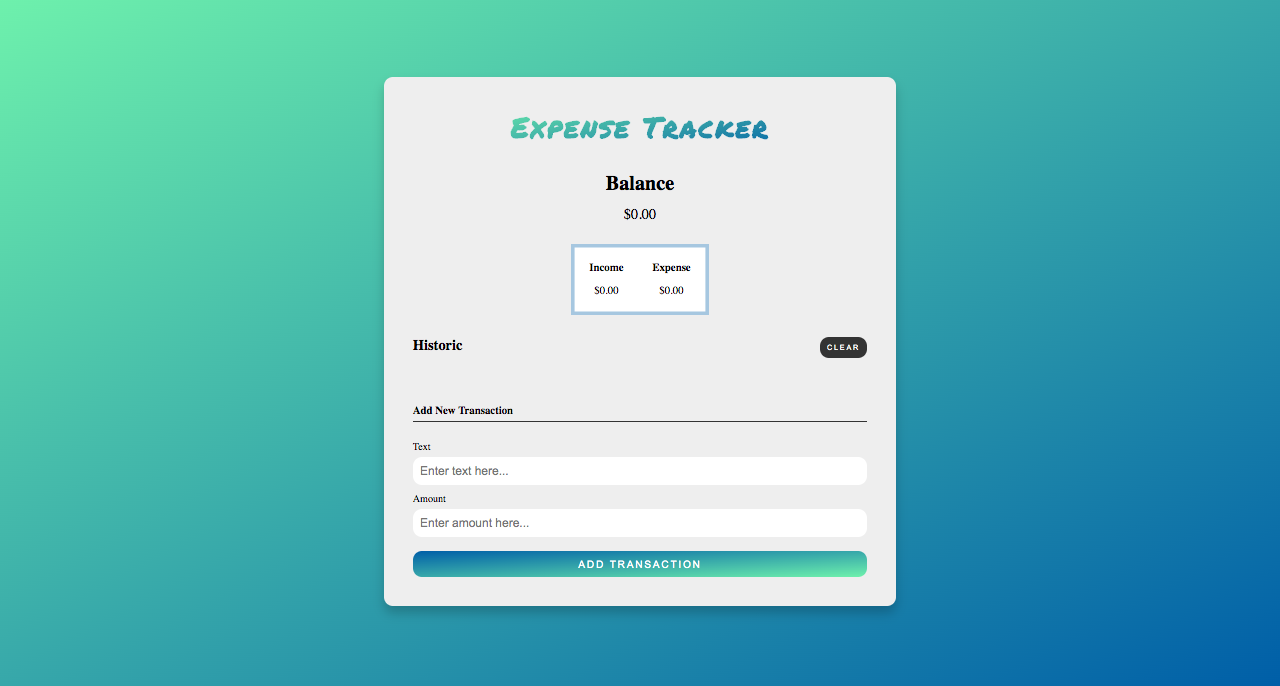 Expense Tracker
Balance
$0.00
Income Expense
$0.00 $0.00
Historic CLEAR
Add New Transaction
Text
Enter text here...
Amount
Enter amount here...
ADD TRANSACTION